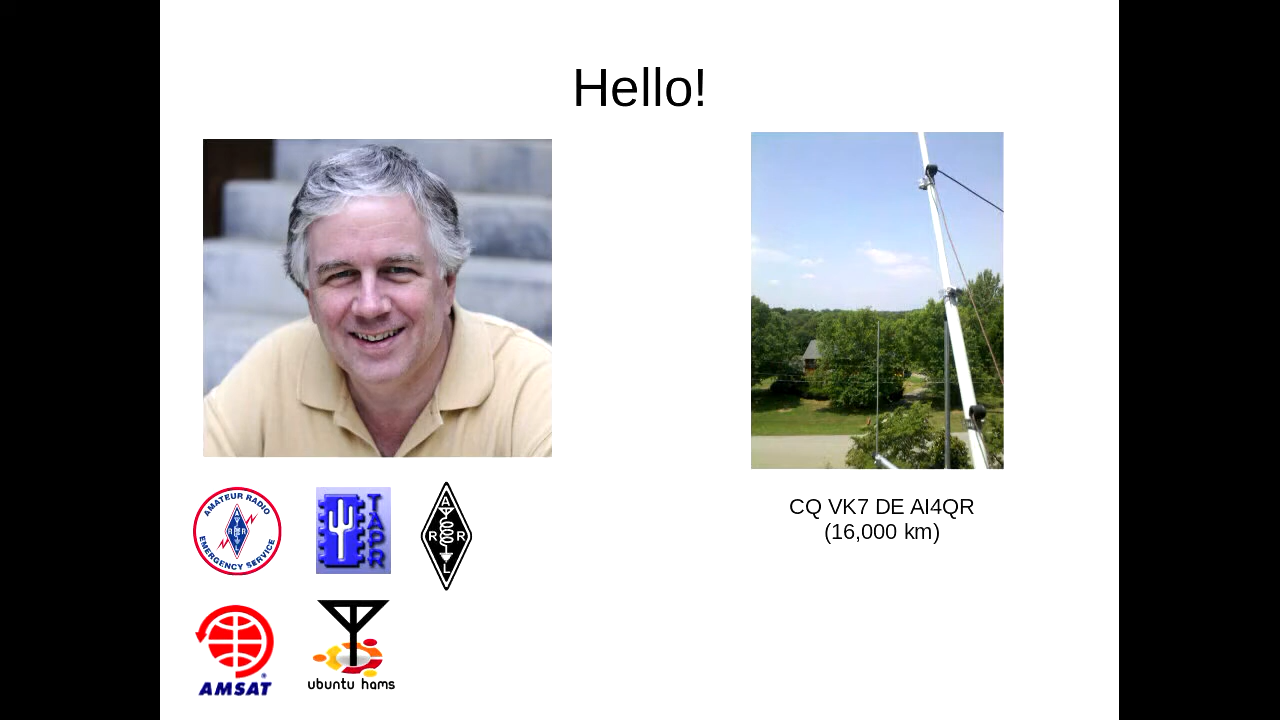 Hello!
CQ VK7 DE AI4QR
(16,000 km)
AMATEUR RADIO
EMERGENCY SERVICE
TAPR
ARRL
AMSAT
ubuntu hams